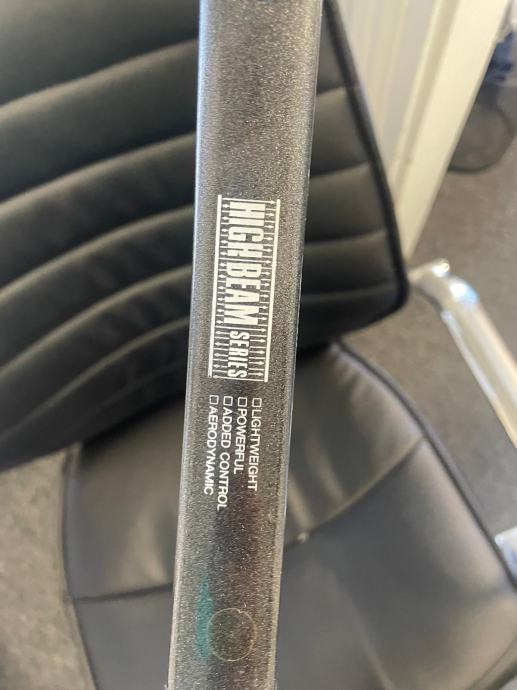 HIGH BEAM
SERIES
□ LIGHTWEIGHT
□ POWERFUL
□ ADDED CONTROL
□ AERODYNAMIC